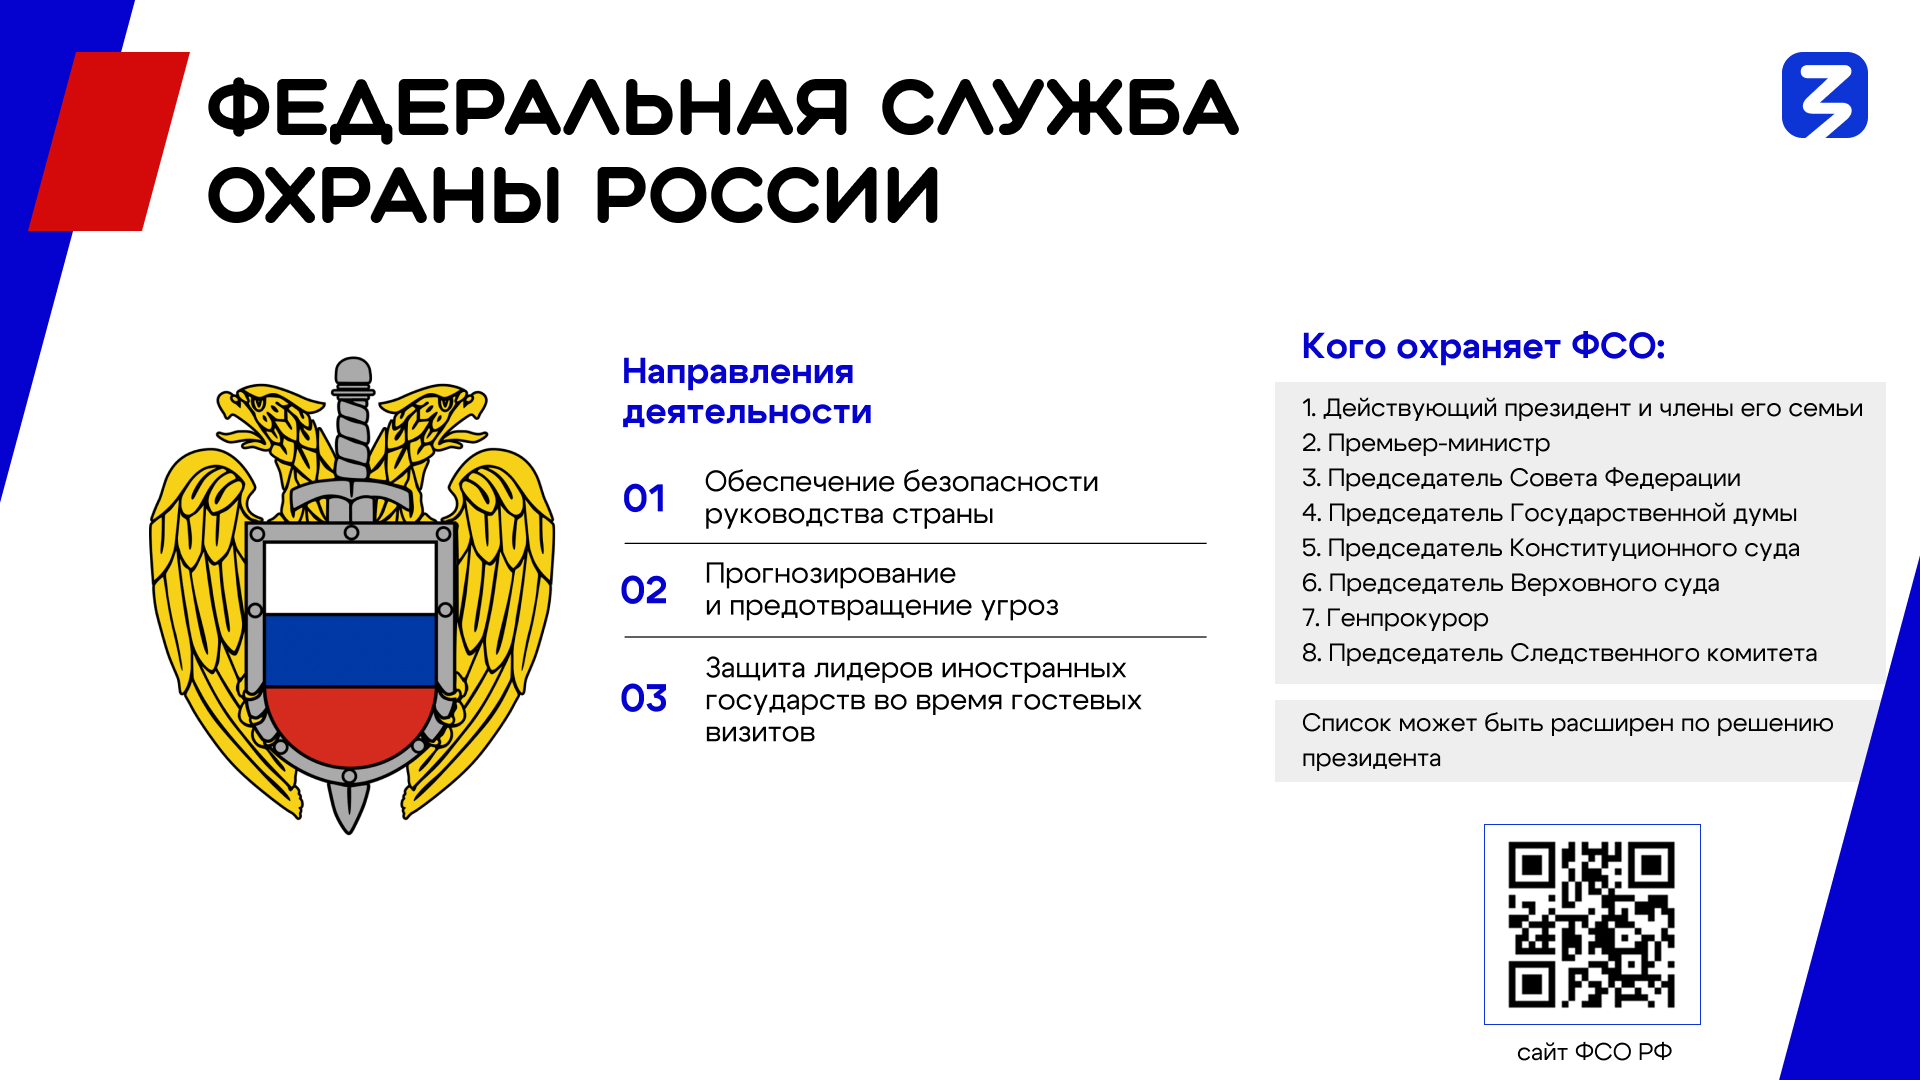 ФЕДЕРАЛЬНАЯ СЛУЖБА
ОХРАНЫ РОССИИ
Направления
деятельности
01
Обеспечение безопасности
руководства страны
02
Прогнозирование
и предотвращение угроз
03
Защита лидеров иностранных
государств во время гостевых
визитов
Кого охраняет ФСО:
1. Действующий президент и члены его семьи
2. Премьер-министр
3. Председатель Совета Федерации
4. Председатель Государственной думы
5. Председатель Конституционного суда
6. Председатель Верховного суда
7. Генпрокурор
8. Председатель Следственного комитета
Список может быть расширен по решению
президента
сайт ФСО РФ